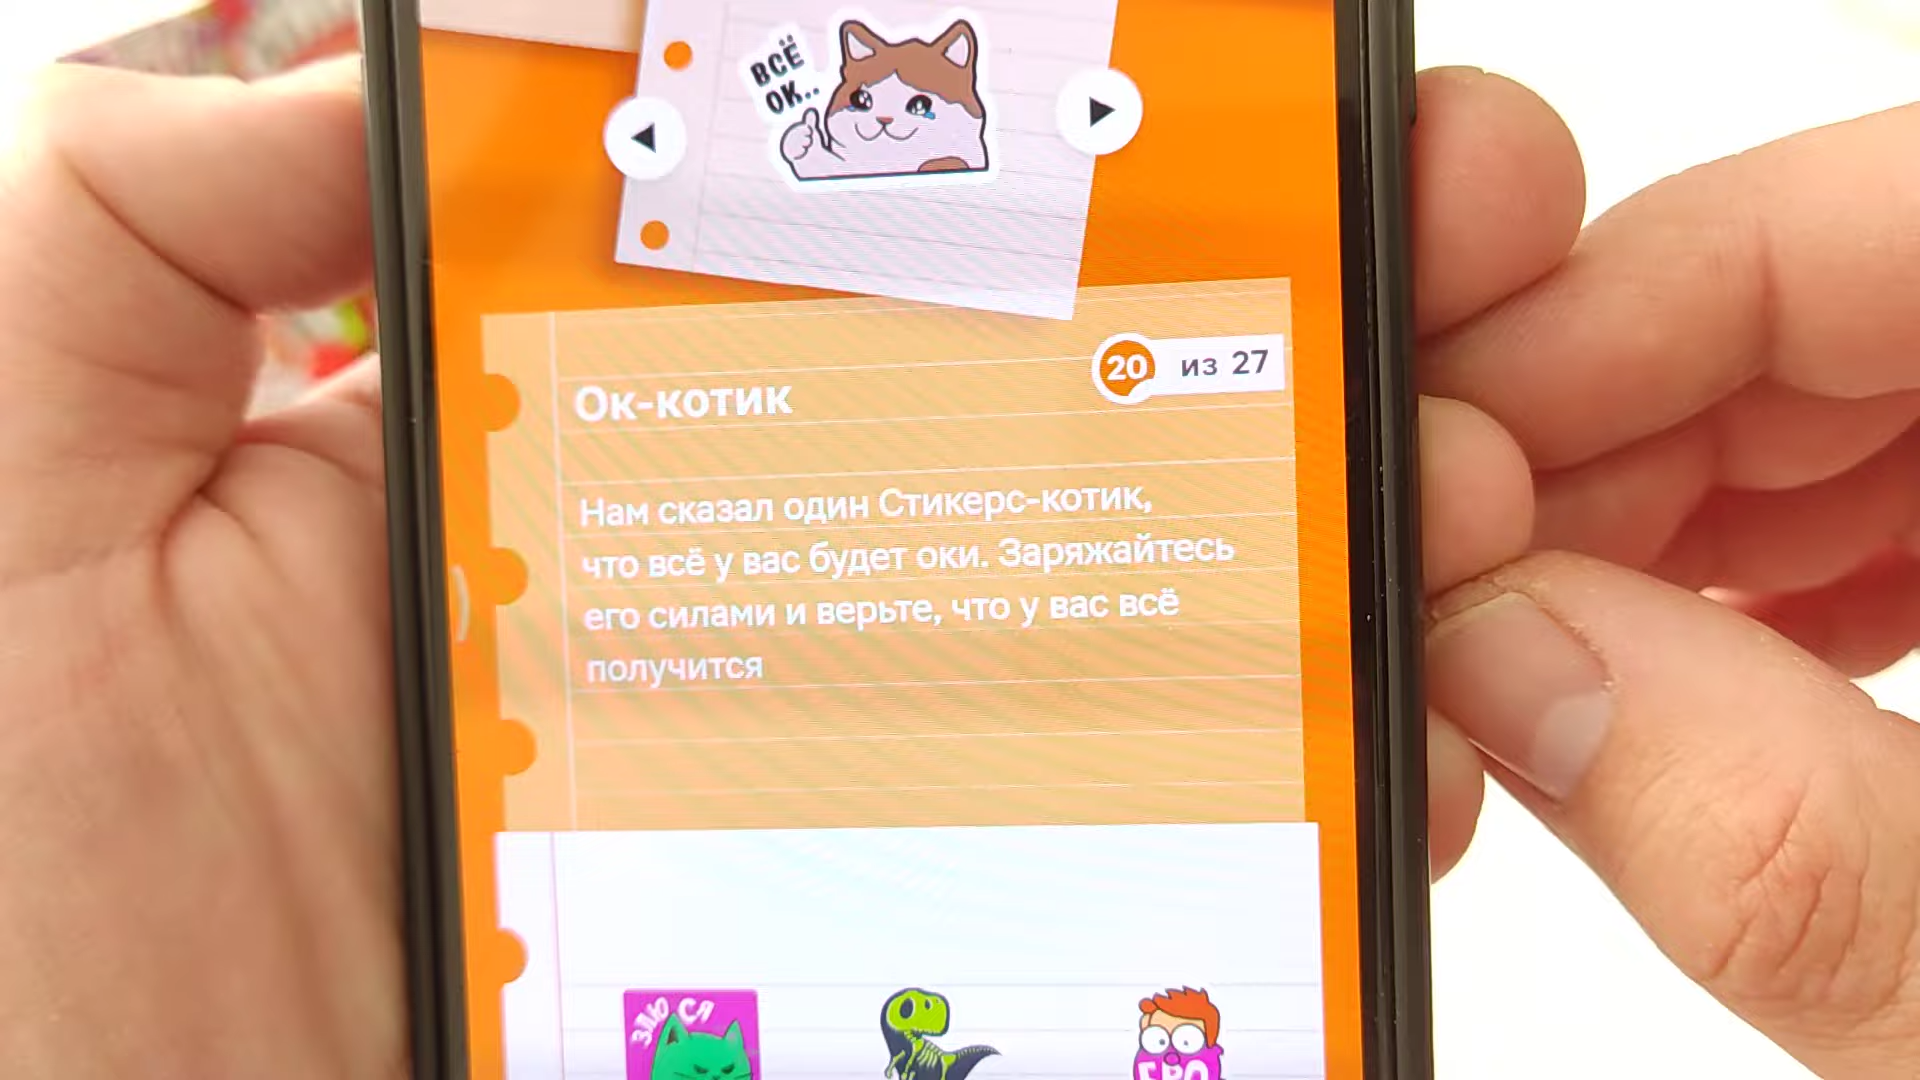 ВСЁ
ОК..
20 из 27
Ок-котик
Нам сказал один Стикерс-котик,
что всё у вас будет оки. Заряжайтесь
его силами и верьте, что у вас всё
получится
ЗЛЮСЯ